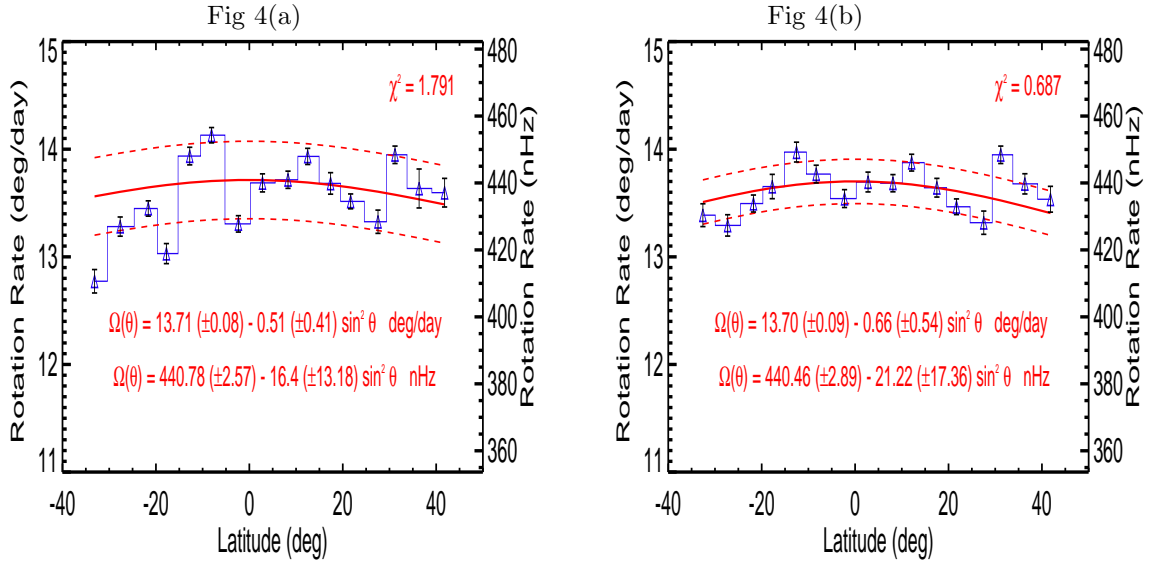 Fig 4(a)
15
14
13
12
11
480
460
440
420
400
380
360
-40
-20
0
20
40
Rotation Rate (deg/day)
Rotation Rate (nHz)
Latitude (deg)
χ² = 1.791
Ω(θ) = 13.71 (±0.08) - 0.51 (±0.41) sin² θ deg/day
Ω(θ) = 440.78 (±2.57) - 16.4 (±13.18) sin² θ nHz
Fig 4(b)
15
14
13
12
11
480
460
440
420
400
380
360
-40
-20
0
20
40
Rotation Rate (deg/day)
Rotation Rate (nHz)
Latitude (deg)
χ² = 0.687
Ω(θ) = 13.70 (±0.09) - 0.66 (±0.54) sin² θ deg/day
Ω(θ) = 440.46 (±2.89) - 21.22 (±17.36) sin² θ nHz